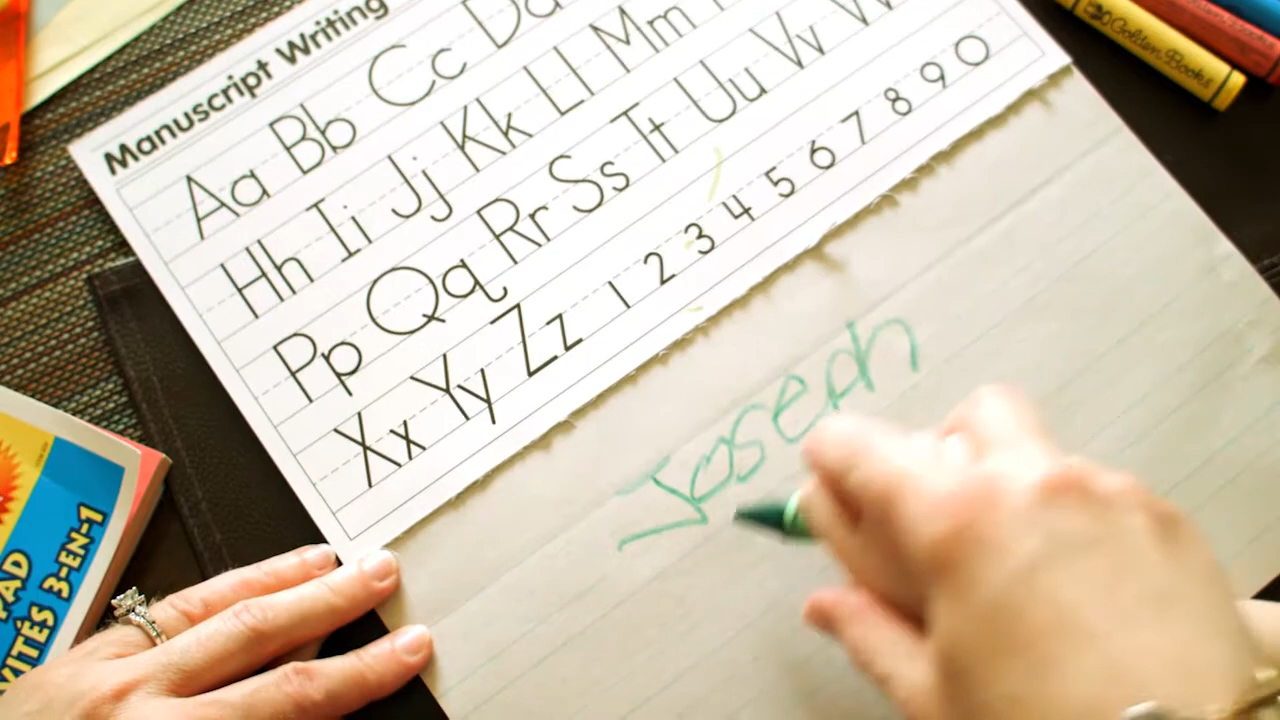 Manuscript Writing
Aa Bb Cc Dd
Hh Ii Jj Kk Ll Mm
Pp Qq Rr Ss Tt Uu Vv
Xx Yy Zz 1 2 3 4 5 6 7 8 9 0
Joseph
Golden Books
PAD
VITÉS 3-EN-1